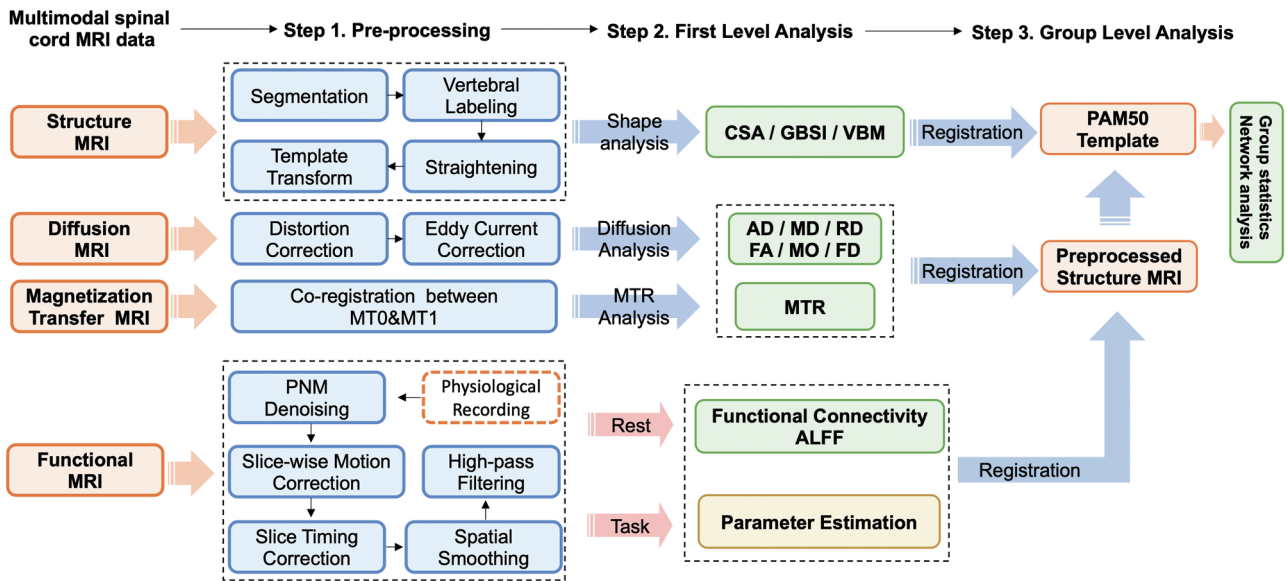 Multimodal spinal
cord MRI data
Step 1. Pre-processing
Step 2. First Level Analysis
Step 3. Group Level Analysis
Structure
MRI
Segmentation
Vertebral
Labeling
Template
Transform
Straightening
Shape
analysis
CSA / GBSI / VBM
Registration
PAM50
Template
Group statistics
Network analysis
Diffusion
MRI
Distortion
Correction
Eddy Current
Correction
Diffusion
Analysis
AD / MD / RD
FA / MO / FD
Registration
Preprocessed
Structure MRI
Magnetization
Transfer MRI
Co-registration between
MT0&MT1
MTR
Analysis
MTR
Functional
MRI
PNM
Denoising
Physiological
Recording
Slice-wise Motion
Correction
High-pass
Filtering
Slice Timing
Correction
Spatial
Smoothing
Rest
Functional Connectivity
ALFF
Task
Parameter Estimation
Registration